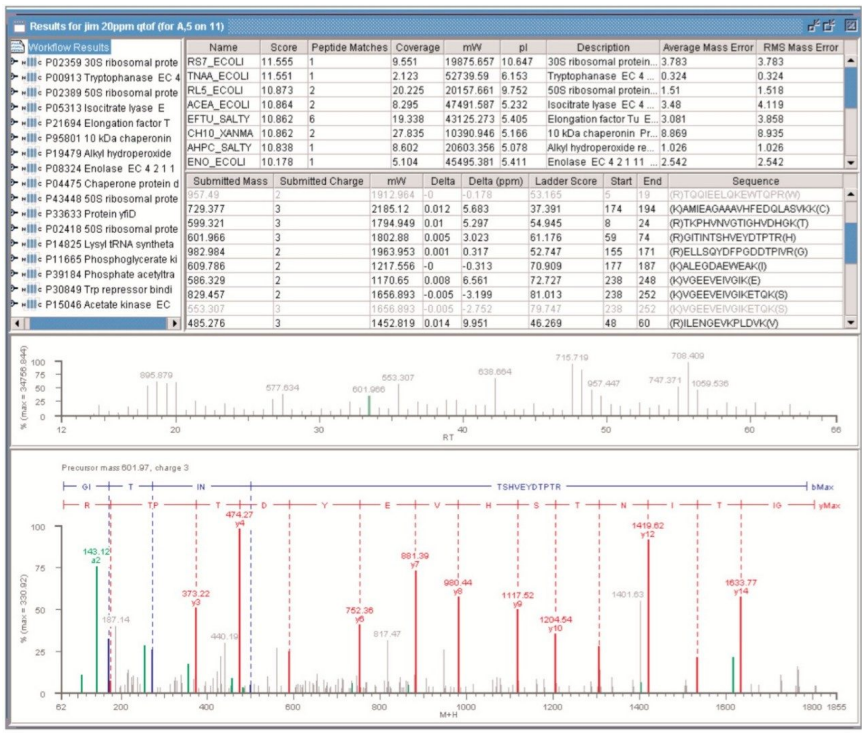 Results for jim 20ppm qtof (for A,5 on 11)
Workflow Results
P02359 30S ribosomal prote
P00913 Tryptophanase EC 4
P02389 50S ribosomal prote
P05313 Isocitrate lyase E
P21694 Elongation factor T
P95801 10 kDa chaperonin
P19479 Alkyl hydroperoxide
P08324 Enolase EC 4 2 1 1
P04475 Chaperone protein d
P43448 50S ribosomal prote
P33633 Protein yfiD
P02418 50S ribosomal prote
P14825 Lysyl tRNA syntheta
P11665 Phosphoglycerate ki
P39184 Phosphate acetyltra
P30849 Trp repressor bindi
P15046 Acetate kinase EC
Name Score Peptide Matches Coverage mW pI Description Average Mass Error RMS Mass Error
RS7_ECOLI 11.555 1 9.551 19875.657 10.647 30S ribosomal protein... 3.783 3.783
TNAA_ECOLI 11.551 1 2.123 52739.59 6.153 Tryptophanase EC 4 ... 0.324 0.324
RL5_ECOLI 10.873 2 20.225 20157.661 9.752 50S ribosomal protein... 1.51 1.518
ACEA_ECOLI 10.864 2 8.295 47491.587 5.232 Isocitrate lyase EC 4 ... 3.48 4.119
EFTU_SALTY 10.862 6 19.338 43125.273 5.405 Elongation factor Tu E... 3.081 3.858
CH10_XANMA 10.862 2 27.835 10390.946 5.166 10 kDa chaperonin Pr... 8.869 8.935
AHPC_SALTY 10.838 1 8.602 20603.356 5.078 Alkyl hydroperoxide re... 1.026 1.026
ENO_ECOLI 10.178 1 5.104 45495.381 5.411 Enolase EC 4 2 1 11 ... 2.542 2.542
Submitted Mass Submitted Charge mW Delta Delta (ppm) Ladder Score Start End Sequence
957.49 2 1912.964 -0 -0.178 53.165 5 19 (R)TQQIEELQKEWTQPR(W)
729.377 3 2185.12 0.012 5.683 37.391 174 194 (K)AMIEAGAAAVHFEDQLASVKK(C)
599.321 3 1794.949 0.01 5.297 54.945 8 24 (R)TKPHVNVGTIGHVDHGK(T)
601.966 3 1802.88 0.005 3.023 61.176 59 74 (R)GITINTSHVEYDTPTR(H)
982.984 2 1963.953 0.001 0.317 52.747 155 171 (R)ELLSQYDFPGDDTPIVR(G)
609.786 2 1217.556 -0 -0.313 70.909 177 187 (K)ALEGDAEWEAK(I)
586.329 2 1170.65 0.008 6.561 72.727 238 248 (K)VGEEVEIVGIK(E)
829.457 2 1656.893 -0.005 -3.199 81.013 238 252 (K)VGEEVEIVGIKETQK(S)
553.307 3 1656.893 -0.005 -2.752 79.747 238 252 (K)VGEEVEIVGIKETQK(S)
485.276 3 1452.819 0.014 9.951 46.269 48 60 (R)ILENGEVKPLDVK(V)
% (max = 34756.844)
100
75
50
25
0
895.879 577.634 601.966 553.307 638.664 715.719 957.447 747.371 708.409 1059.536
12 20 30 40 50 60 66
RT
Precursor mass 601.97, charge 3
GI T IN TSHVEYDTPTR bMax
R TP T D Y E V H S T N I T IG yMax
% (max = 330.92)
100
75
50
25
0
143.12
a2
187.14
373.22
y3
440.19
474.27
y4
752.36
y6
817.47
881.39
y7
980.44
y8
1117.52
y9
1204.54
y10
1401.63
1419.62
y12
1633.77
y14
62 200 400 600 800 1000 1200 1400 1600 1800 1855
M+H